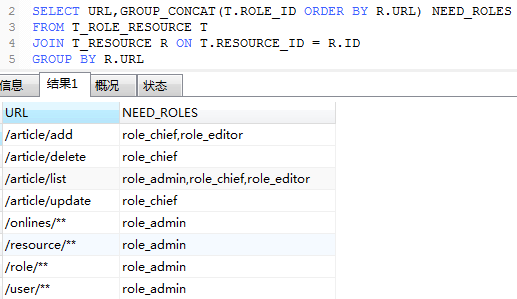 2 SELECT URL,GROUP_CONCAT(T.ROLE_ID ORDER BY R.URL) NEED_ROLES
3 FROM T_ROLE_RESOURCE T
4 JOIN T_RESOURCE R ON T.RESOURCE_ID = R.ID
5 GROUP BY R.URL
信息 结果1 概况 状态
URL NEED_ROLES
/article/add role_chief,role_editor
/article/delete role_chief
/article/list role_admin,role_chief,role_editor
/article/update role_chief
/onlines/** role_admin
/resource/** role_admin
/role/** role_admin
/user/** role_admin